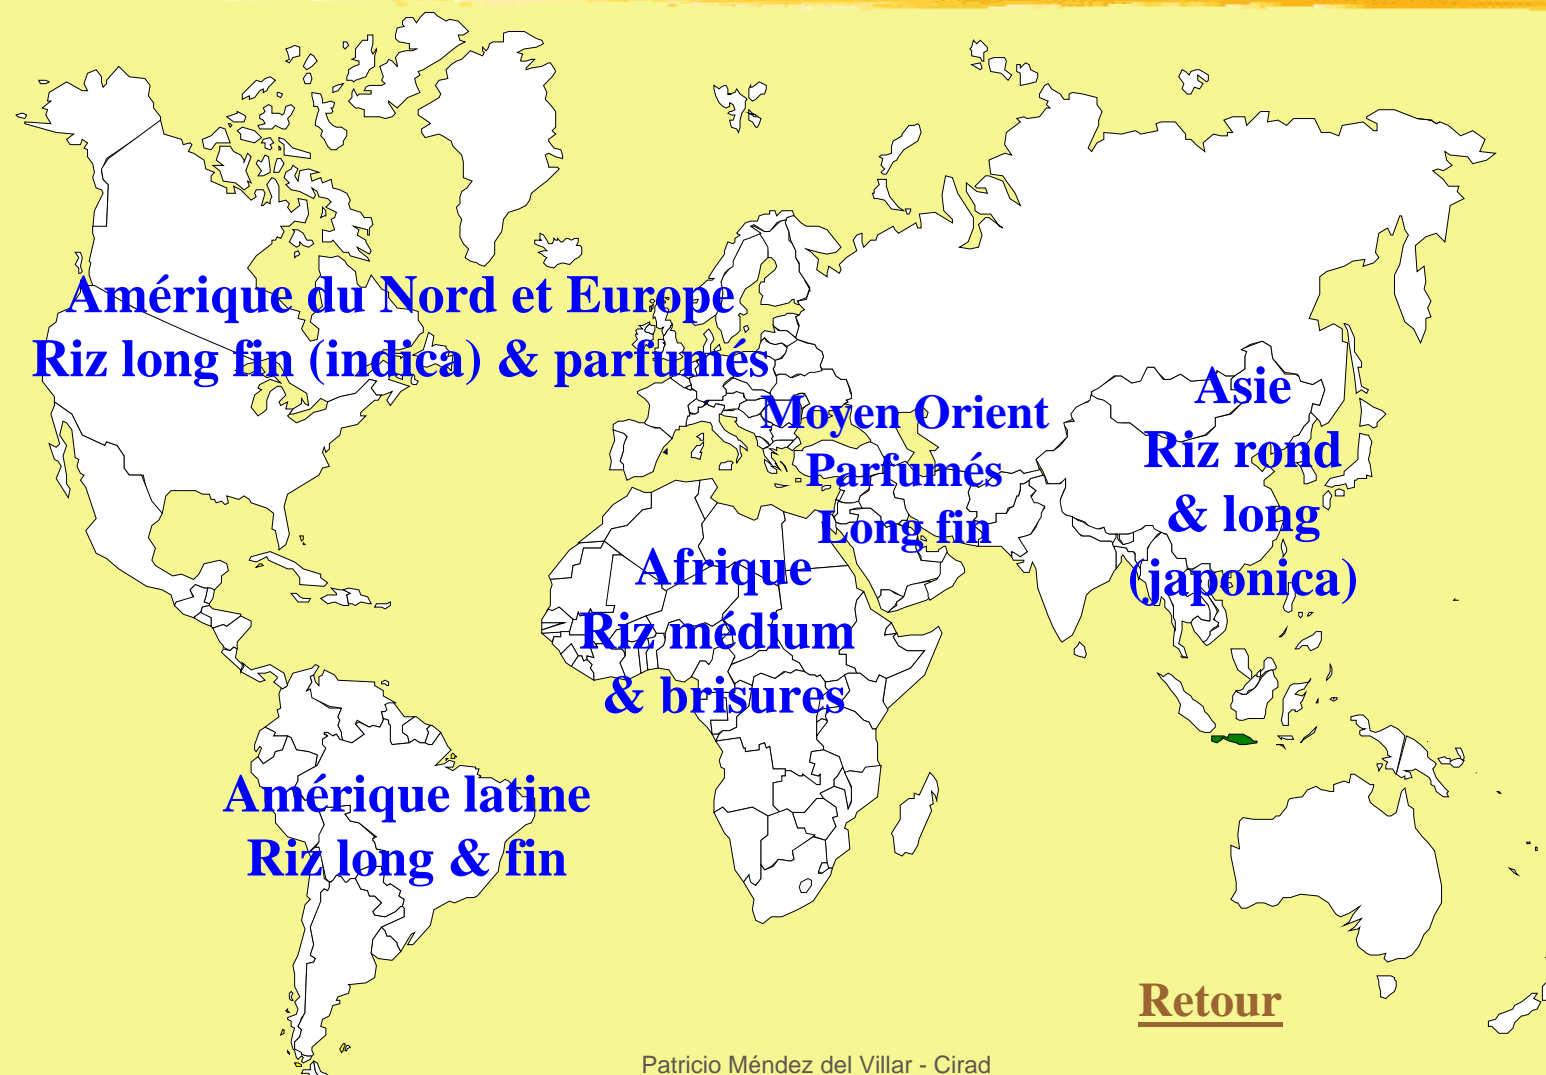 Amérique du Nord et Europe
Riz long fin (indica) & parfumés
Moyen Orient
Parfumés
Long fin
Asie
Riz rond
& long
(japonica)
Afrique
Riz médium
& brisures
Amérique latine
Riz long & fin
Retour
Patricio Méndez del Villar - Cirad